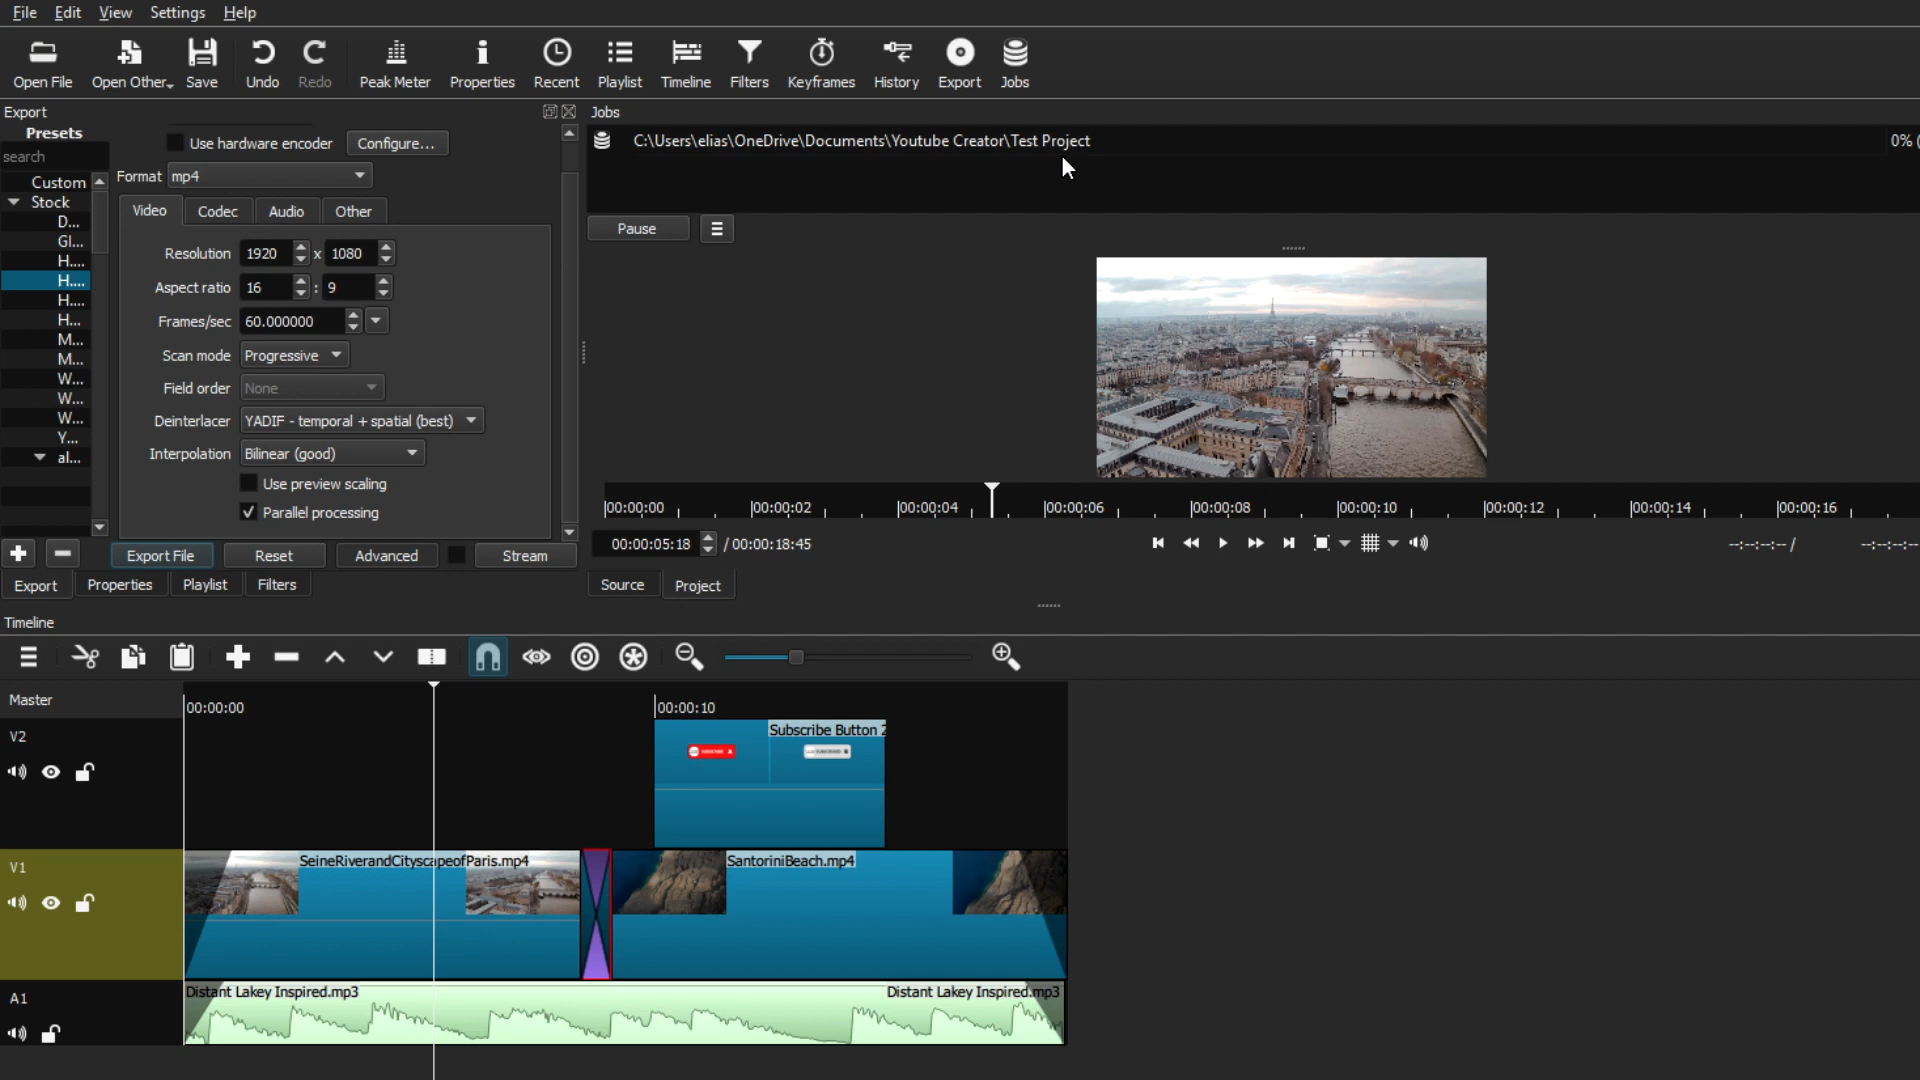 File Edit View Settings Help
Open File Open Other Save Undo Redo Peak Meter Properties Recent Playlist Timeline Filters Keyframes History Export Jobs
Export
Presets
search
Custom
Stock
D...
Gl...
H....
H....
H....
H...
M...
M...
W...
W...
W...
Y...
al...
Use hardware encoder Configure...
Format mp4
Video Codec Audio Other
Resolution 1920 x 1080
Aspect ratio 16 : 9
Frames/sec 60.000000
Scan mode Progressive
Field order None
Deinterlacer YADIF - temporal + spatial (best)
Interpolation Bilinear (good)
Use preview scaling
Parallel processing
Export File Reset Advanced Stream
Export Properties Playlist Filters
Jobs
C:\Users\elias\OneDrive\Documents\Youtube Creator\Test Project 0% (
Pause
00:00:00 00:00:02 00:00:04 00:00:06 00:00:08 00:00:10 00:00:12 00:00:14 00:00:16
00:00:05:18 / 00:00:18:45 --:--:--:-- / --:--:--:--
Source Project
Timeline
Master
00:00:00 00:00:10
V2
Subscribe Button 2
V1
SeineRiverandCityscapeofParis.mp4 SantoriniBeach.mp4
A1
Distant Lakey Inspired.mp3 Distant Lakey Inspired.mp3